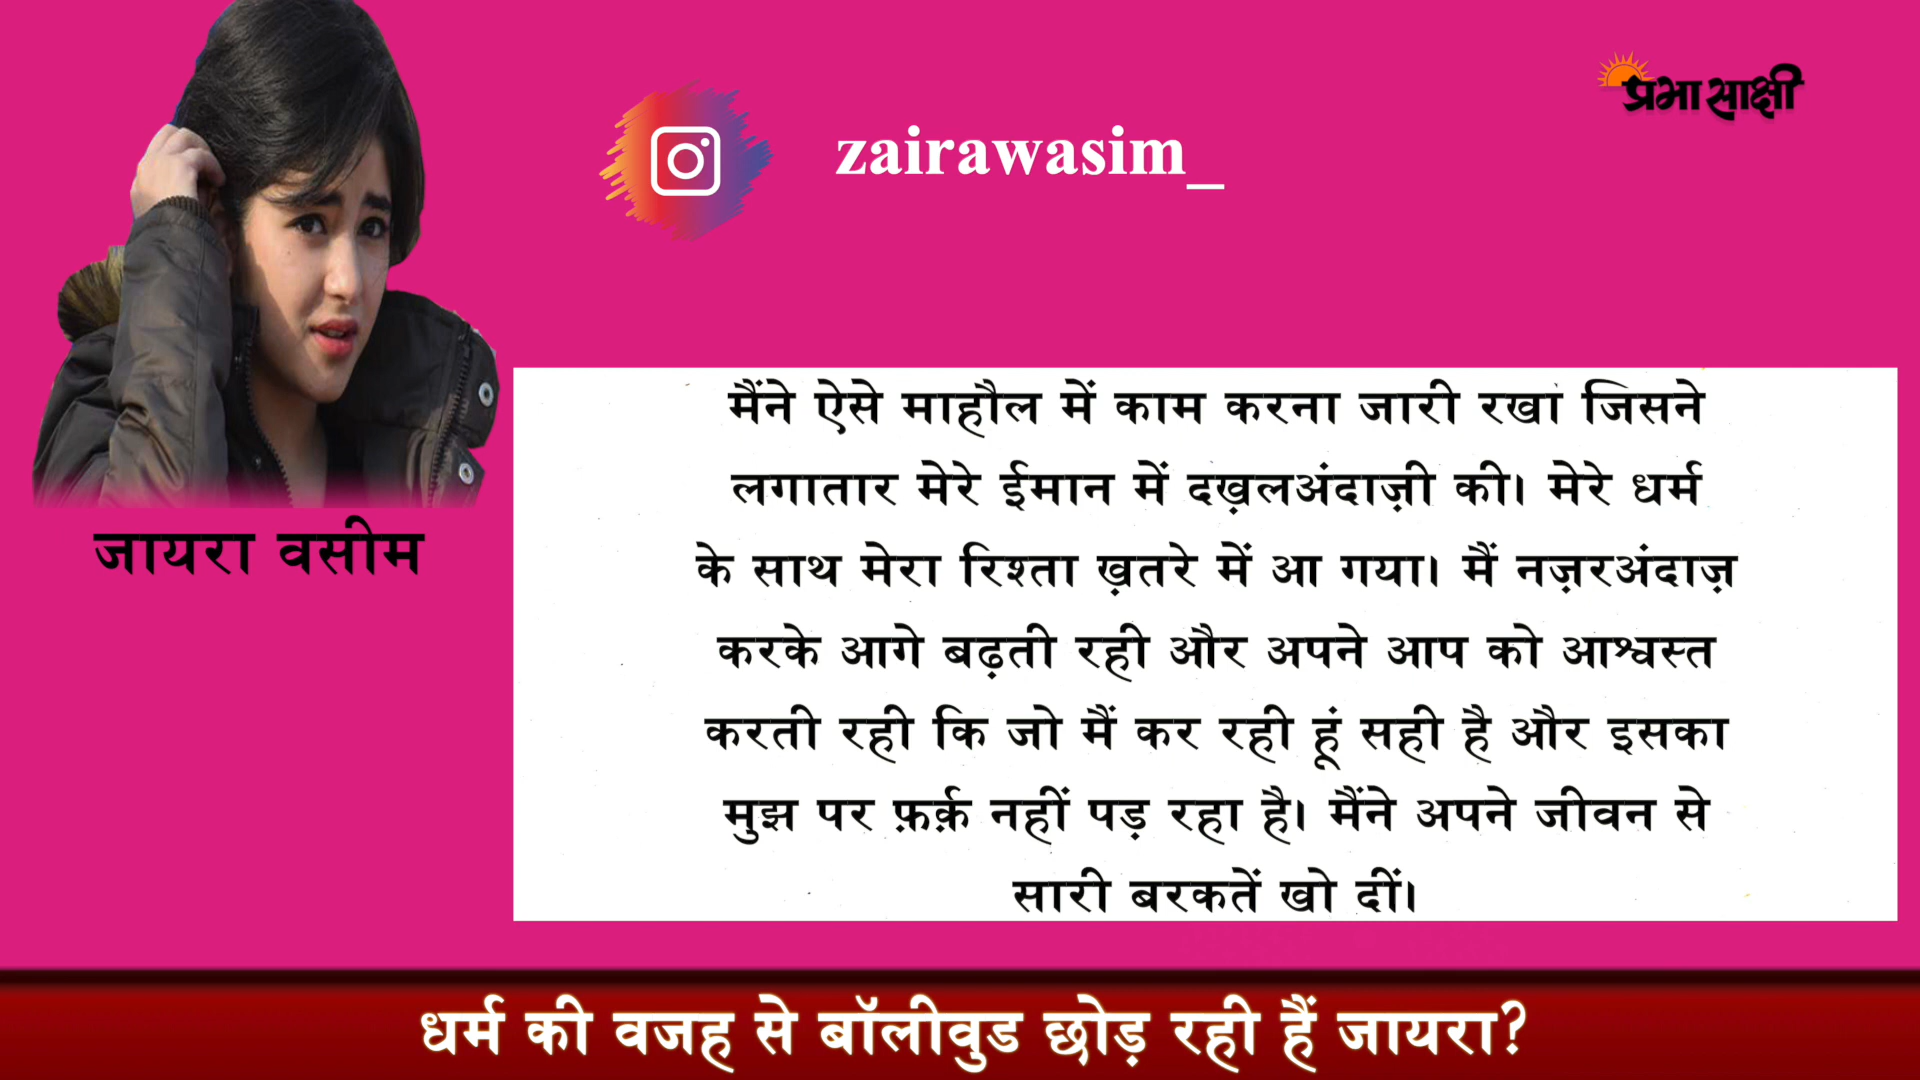 प्रभासाक्षी
zairawasim_
मैंने ऐसे माहौल में काम करना जारी रखा जिसने
लगातार मेरे ईमान में दख़लअंदाज़ी की। मेरे धर्म
के साथ मेरा रिश्ता ख़तरे में आ गया। मैं नज़रअंदाज़
करके आगे बढ़ती रही और अपने आप को आश्वस्त
करती रही कि जो मैं कर रही हूं सही है और इसका
मुझ पर फ़र्क़ नहीं पड़ रहा है। मैंने अपने जीवन से
सारी बरकतें खो दीं।
जायरा वसीम
धर्म की वजह से बॉलीवुड छोड़ रही हैं जायरा?